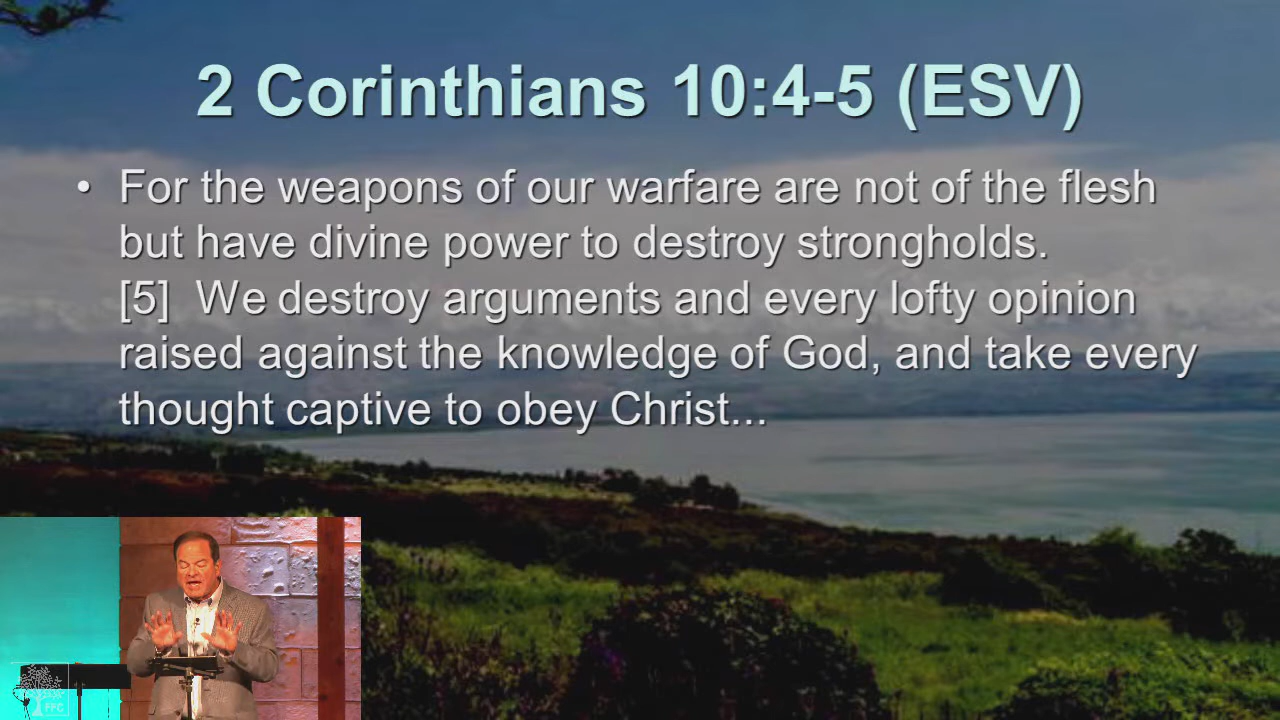 2 Corinthians 10:4-5 (ESV)
• For the weapons of our warfare are not of the flesh
but have divine power to destroy strongholds.
[5] We destroy arguments and every lofty opinion
raised against the knowledge of God, and take every
thought captive to obey Christ...
FPC